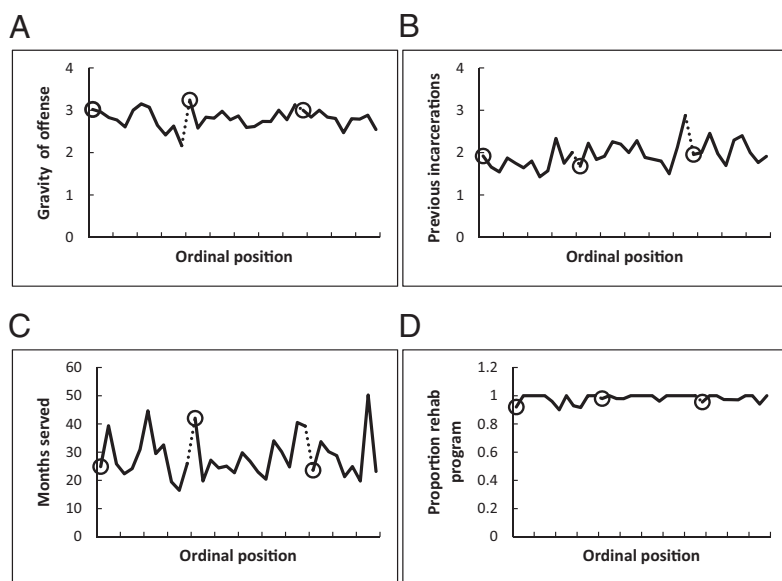 A
Gravity of offense
4
3
2
1
0
Ordinal position
B
Previous incarcerations
4
3
2
1
0
Ordinal position
C
Months served
60
50
40
30
20
10
0
Ordinal position
D
Proportion rehab
program
1.2
1
0.8
0.6
0.4
0.2
0
Ordinal position